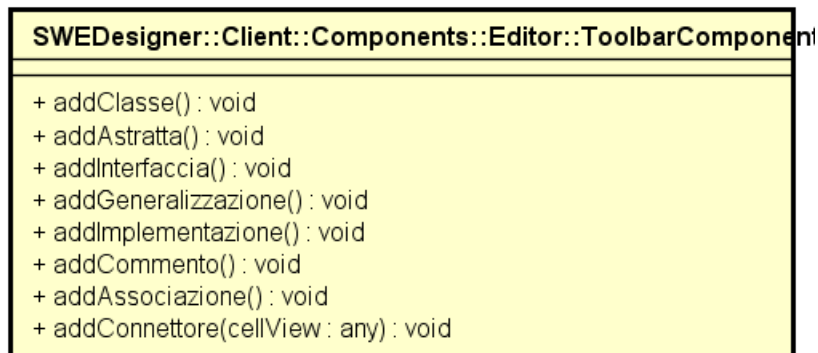 SWEDesigner::Client::Components::Editor::ToolbarComponent
+ addClasse() : void
+ addAstratta() : void
+ addInterfaccia() : void
+ addGeneralizzazione() : void
+ addImplementazione() : void
+ addCommento() : void
+ addAssociazione() : void
+ addConnettore(cellView : any) : void